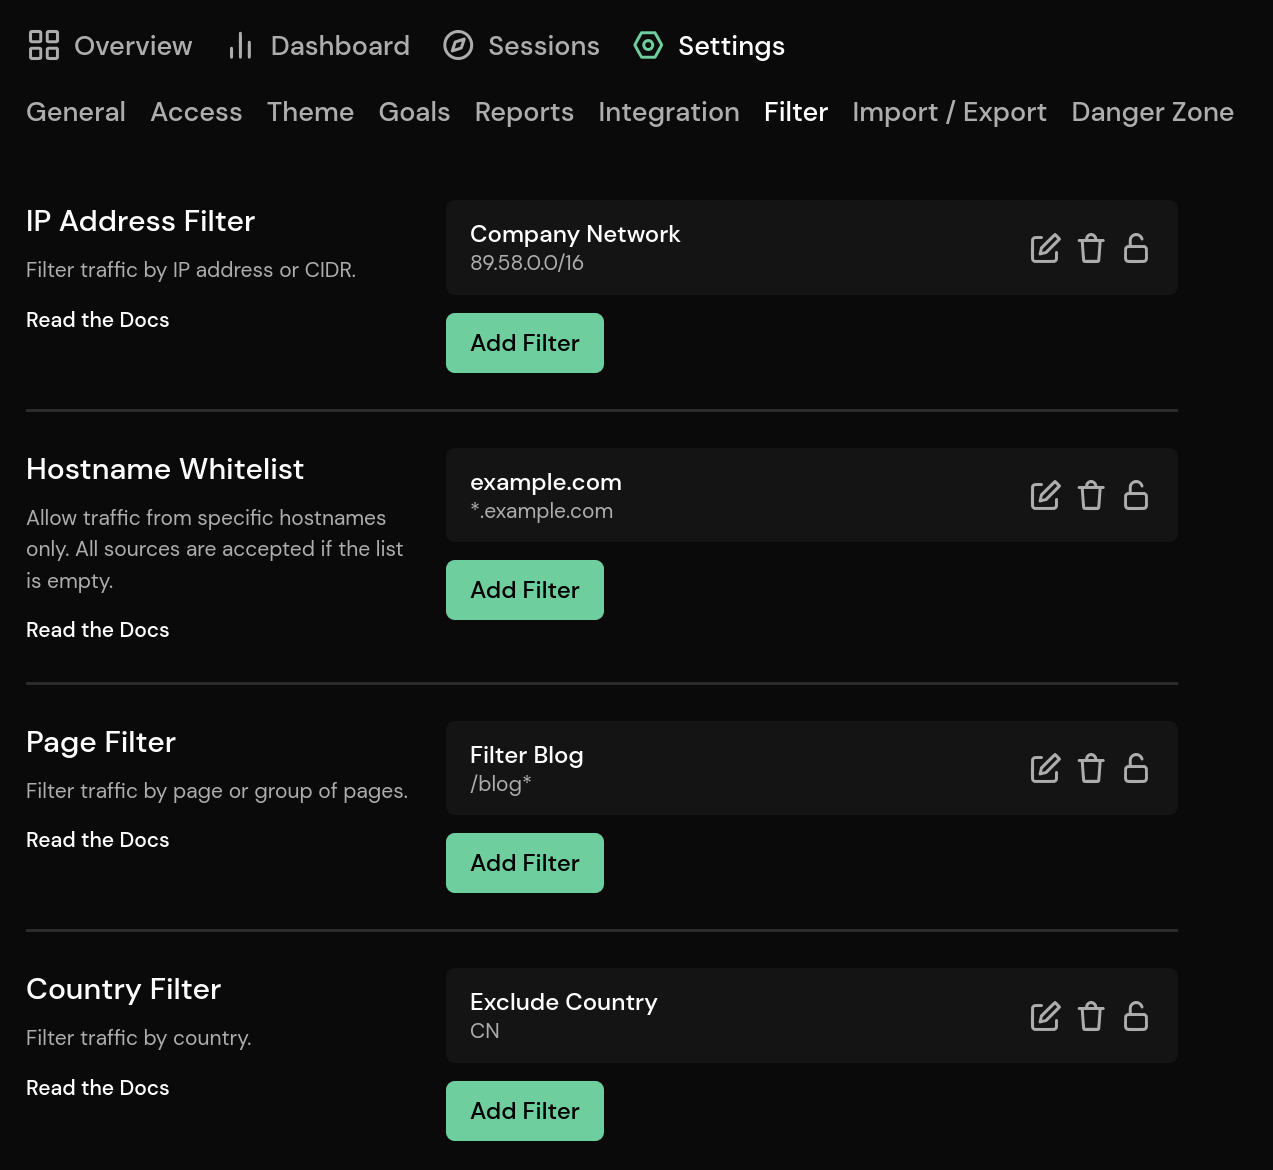 Overview Dashboard Sessions Settings
General Access Theme Goals Reports Integration Filter Import / Export Danger Zone
IP Address Filter
Filter traffic by IP address or CIDR.
Read the Docs
Company Network
89.58.0.0/16
Add Filter
Hostname Whitelist
Allow traffic from specific hostnames
only. All sources are accepted if the list
is empty.
Read the Docs
example.com
*.example.com
Add Filter
Page Filter
Filter traffic by page or group of pages.
Read the Docs
Filter Blog
/blog*
Add Filter
Country Filter
Filter traffic by country.
Read the Docs
Exclude Country
CN
Add Filter